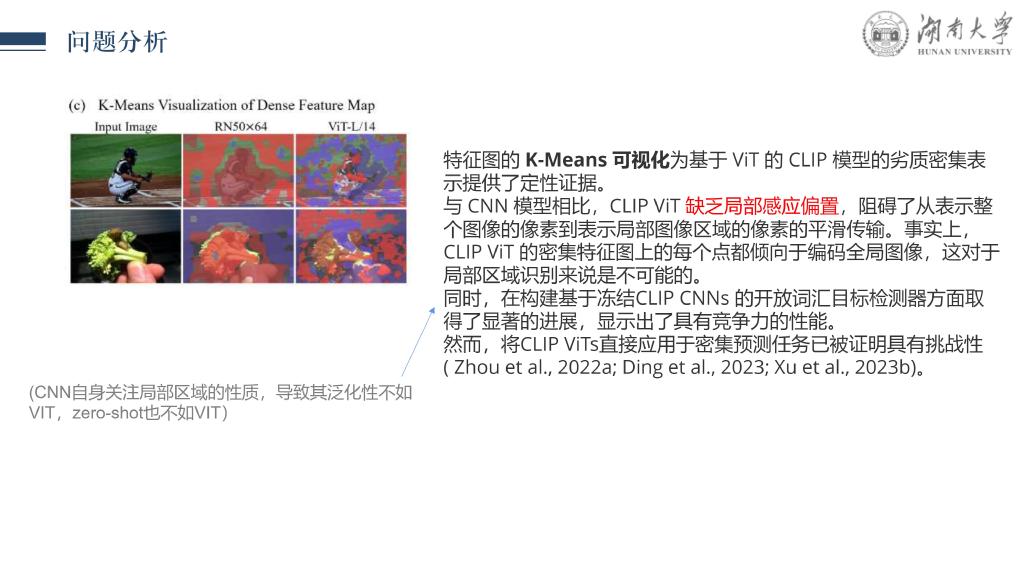 问题分析
湖南大学
HUNAN UNIVERSITY
(c) K-Means Visualization of Dense Feature Map
Input Image RN50×64 ViT-L/14
特征图的 K-Means 可视化为基于 ViT 的 CLIP 模型的劣质密集表
示提供了定性证据。
与 CNN 模型相比，CLIP ViT 缺乏局部感应偏置，阻碍了从表示整
个图像的像素到表示局部图像区域的像素的平滑传输。事实上，
CLIP ViT 的密集特征图上的每个点都倾向于编码全局图像，这对于
局部区域识别来说是不可能的。
同时，在构建基于冻结CLIP CNNs 的开放词汇目标检测器方面取
得了显著的进展，显示出了具有竞争力的性能。
然而，将CLIP ViTs直接应用于密集预测任务已被证明具有挑战性
( Zhou et al., 2022a; Ding et al., 2023; Xu et al., 2023b)。
(CNN自身关注局部区域的性质，导致其泛化性不如
VIT，zero-shot也不如VIT）